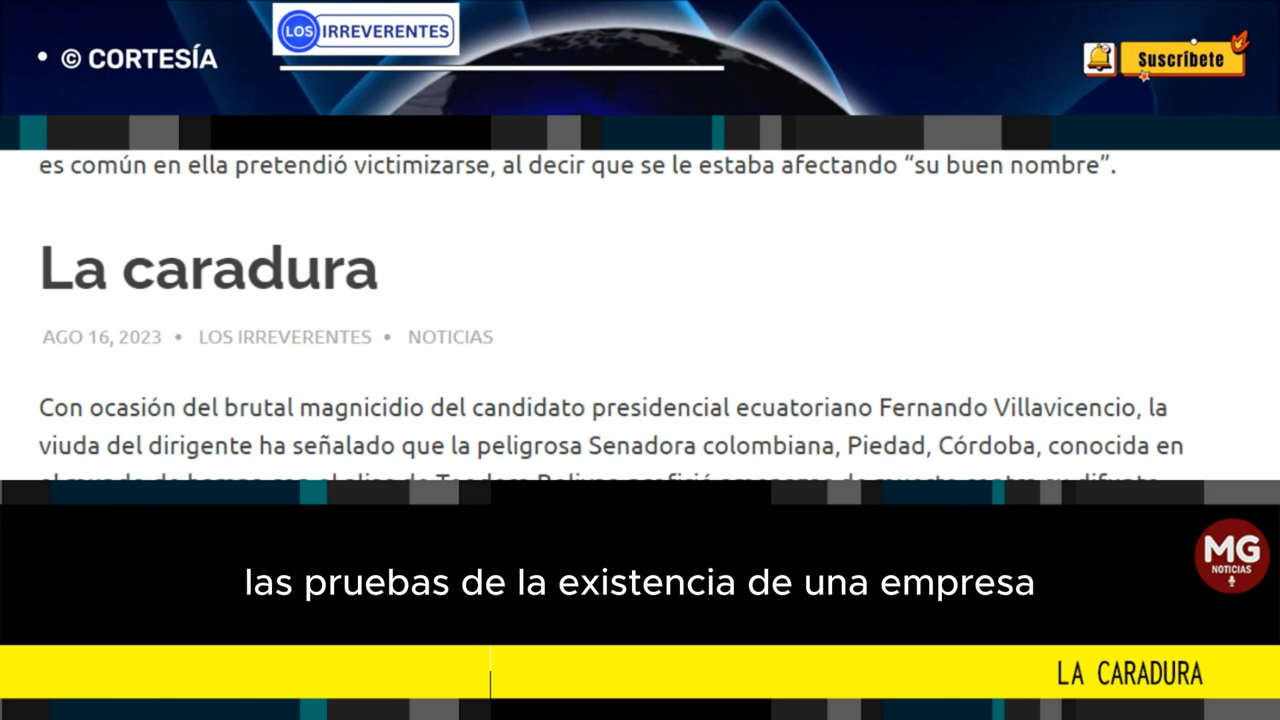 • © CORTESÍA
LOS IRREVERENTES
Suscríbete
es común en ella pretendió victimizarse, al decir que se le estaba afectando “su buen nombre”.
La caradura
AGO 16, 2023 • LOS IRREVERENTES • NOTICIAS
Con ocasión del brutal magnicidio del candidato presidencial ecuatoriano Fernando Villavicencio, la
viuda del dirigente ha señalado que la peligrosa Senadora colombiana, Piedad, Córdoba, conocida en
las pruebas de la existencia de una empresa
MG
NOTICIAS
LA CARADURA